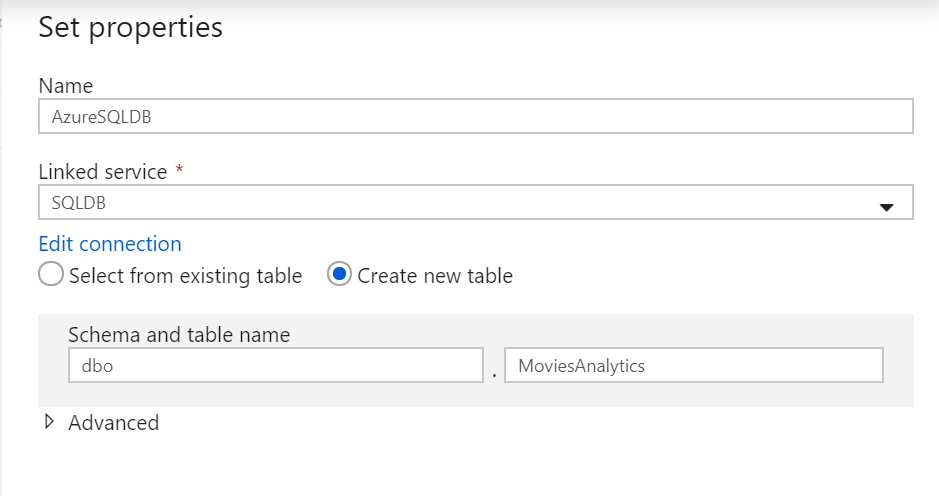 Set properties
Name
AzureSQLDB
Linked service *
SQLDB
Edit connection
Select from existing table Create new table
Schema and table name
dbo . MoviesAnalytics
Advanced